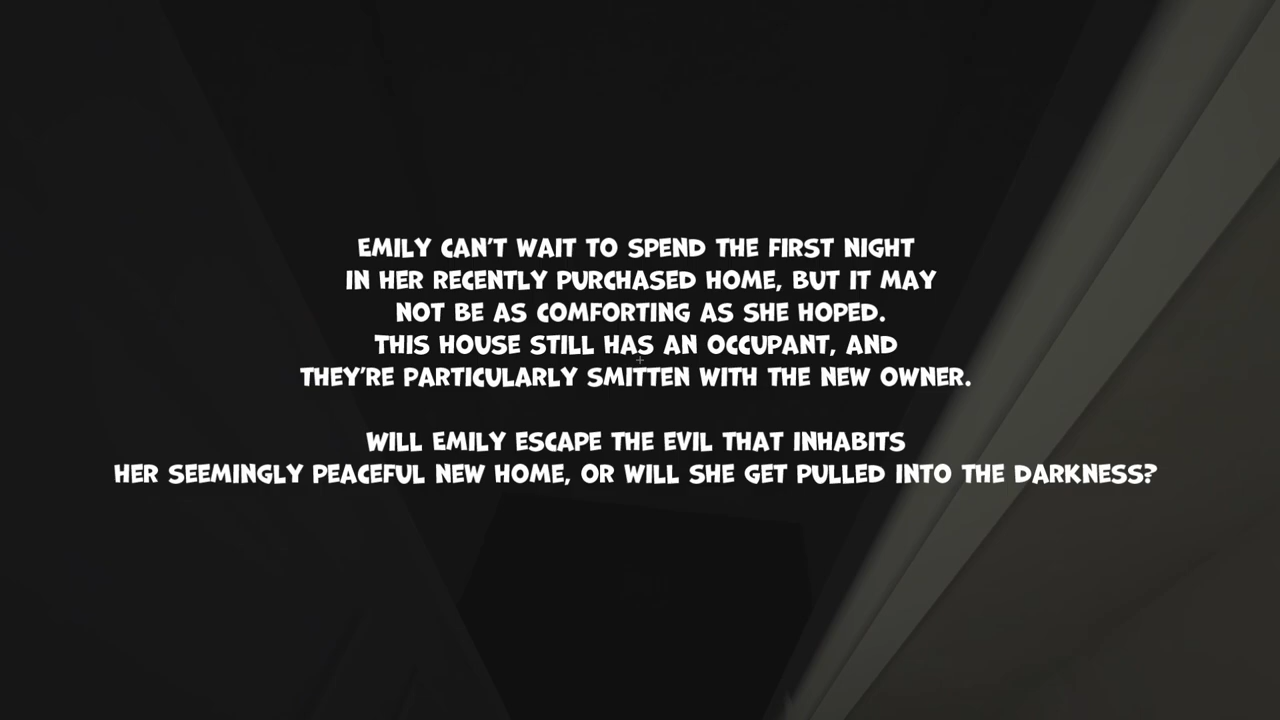 EMILY CAN'T WAIT TO SPEND THE FIRST NIGHT
IN HER RECENTLY PURCHASED HOME, BUT IT MAY
NOT BE AS COMFORTING AS SHE HOPED.
THIS HOUSE STILL HAS AN OCCUPANT, AND
THEY'RE PARTICULARLY SMITTEN WITH THE NEW OWNER.
WILL EMILY ESCAPE THE EVIL THAT INHABITS
HER SEEMINGLY PEACEFUL NEW HOME, OR WILL SHE GET PULLED INTO THE DARKNESS?